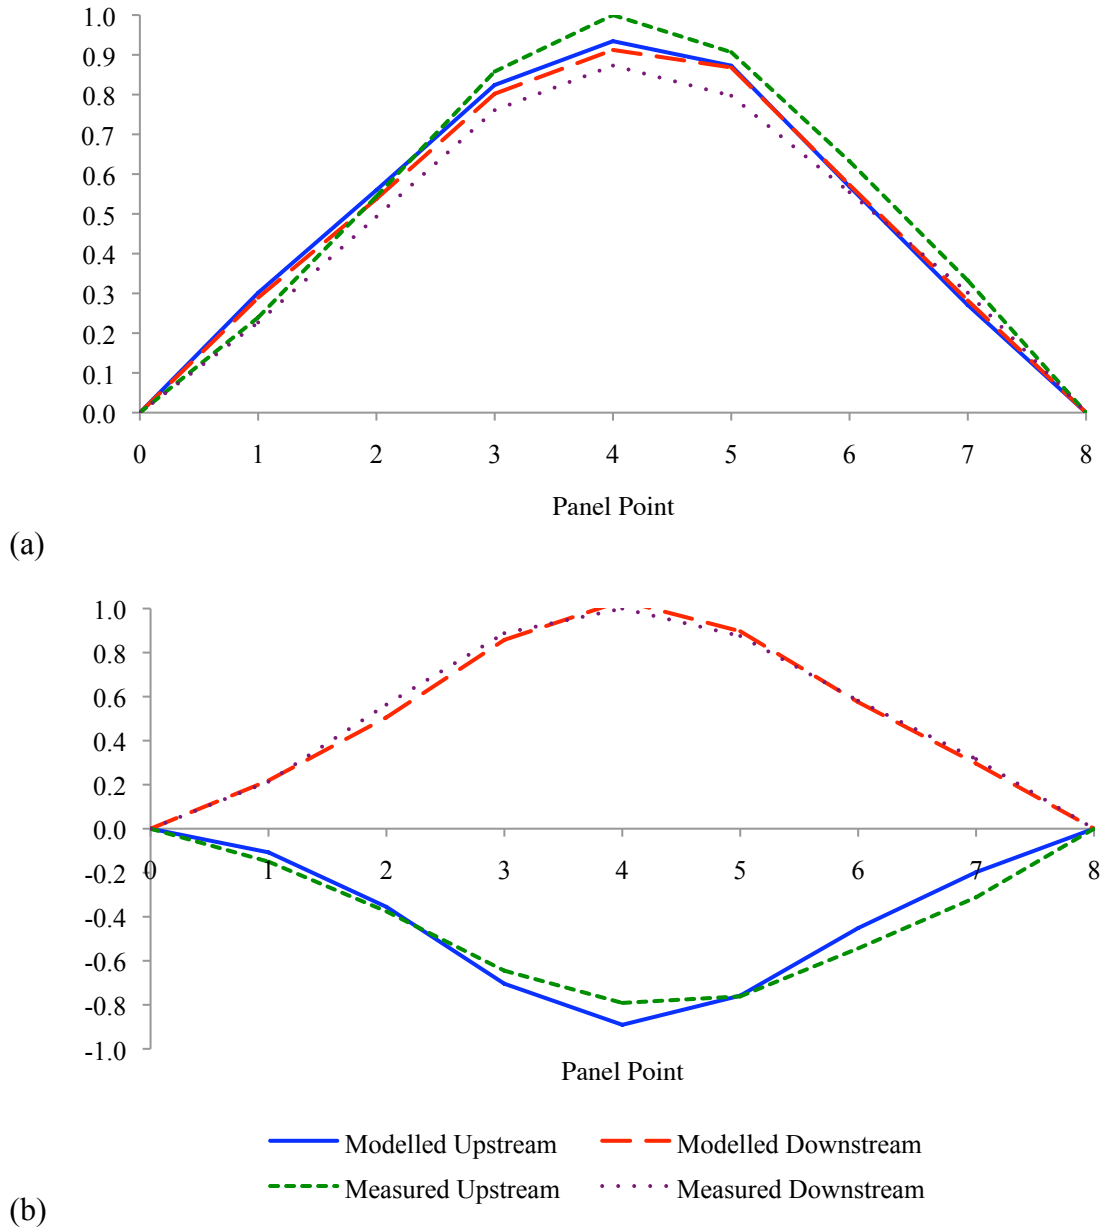 1.0
0.9
0.8
0.7
0.6
0.5
0.4
0.3
0.2
0.1
0.0
0 1 2 3 4 5 6 7 8
Panel Point
(a)
1.0
0.8
0.6
0.4
0.2
0.0
0 1 2 3 4 5 6 7 8
-0.2
-0.4
-0.6
-0.8
-1.0
Panel Point
Modelled Upstream Modelled Downstream
Measured Upstream Measured Downstream
(b)